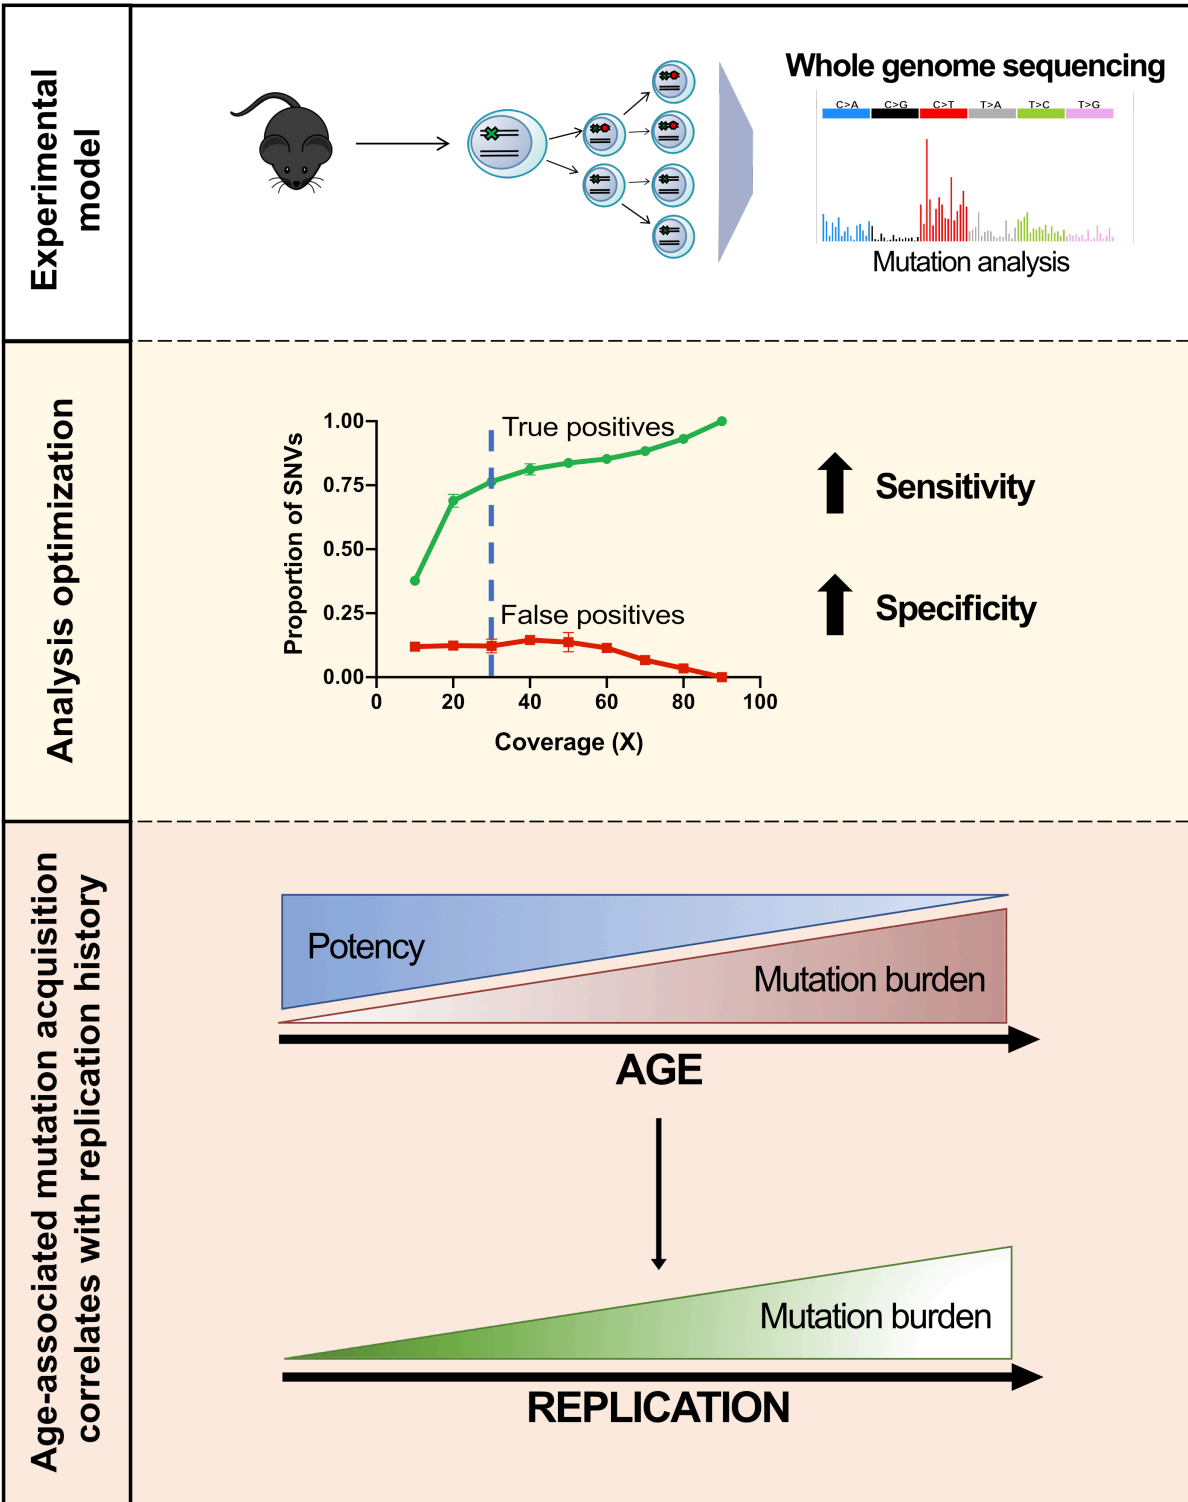 Experimental
model
Whole genome sequencing
C>A C>G C>T T>A T>C T>G
Mutation analysis
Analysis optimization
Proportion of SNVs
1.00
0.75
0.50
0.25
0.00
True positives
False positives
0 20 40 60 80 100
Coverage (X)
Sensitivity
Specificity
Age-associated mutation acquisition
correlates with replication history
Potency
Mutation burden
AGE
Mutation burden
REPLICATION